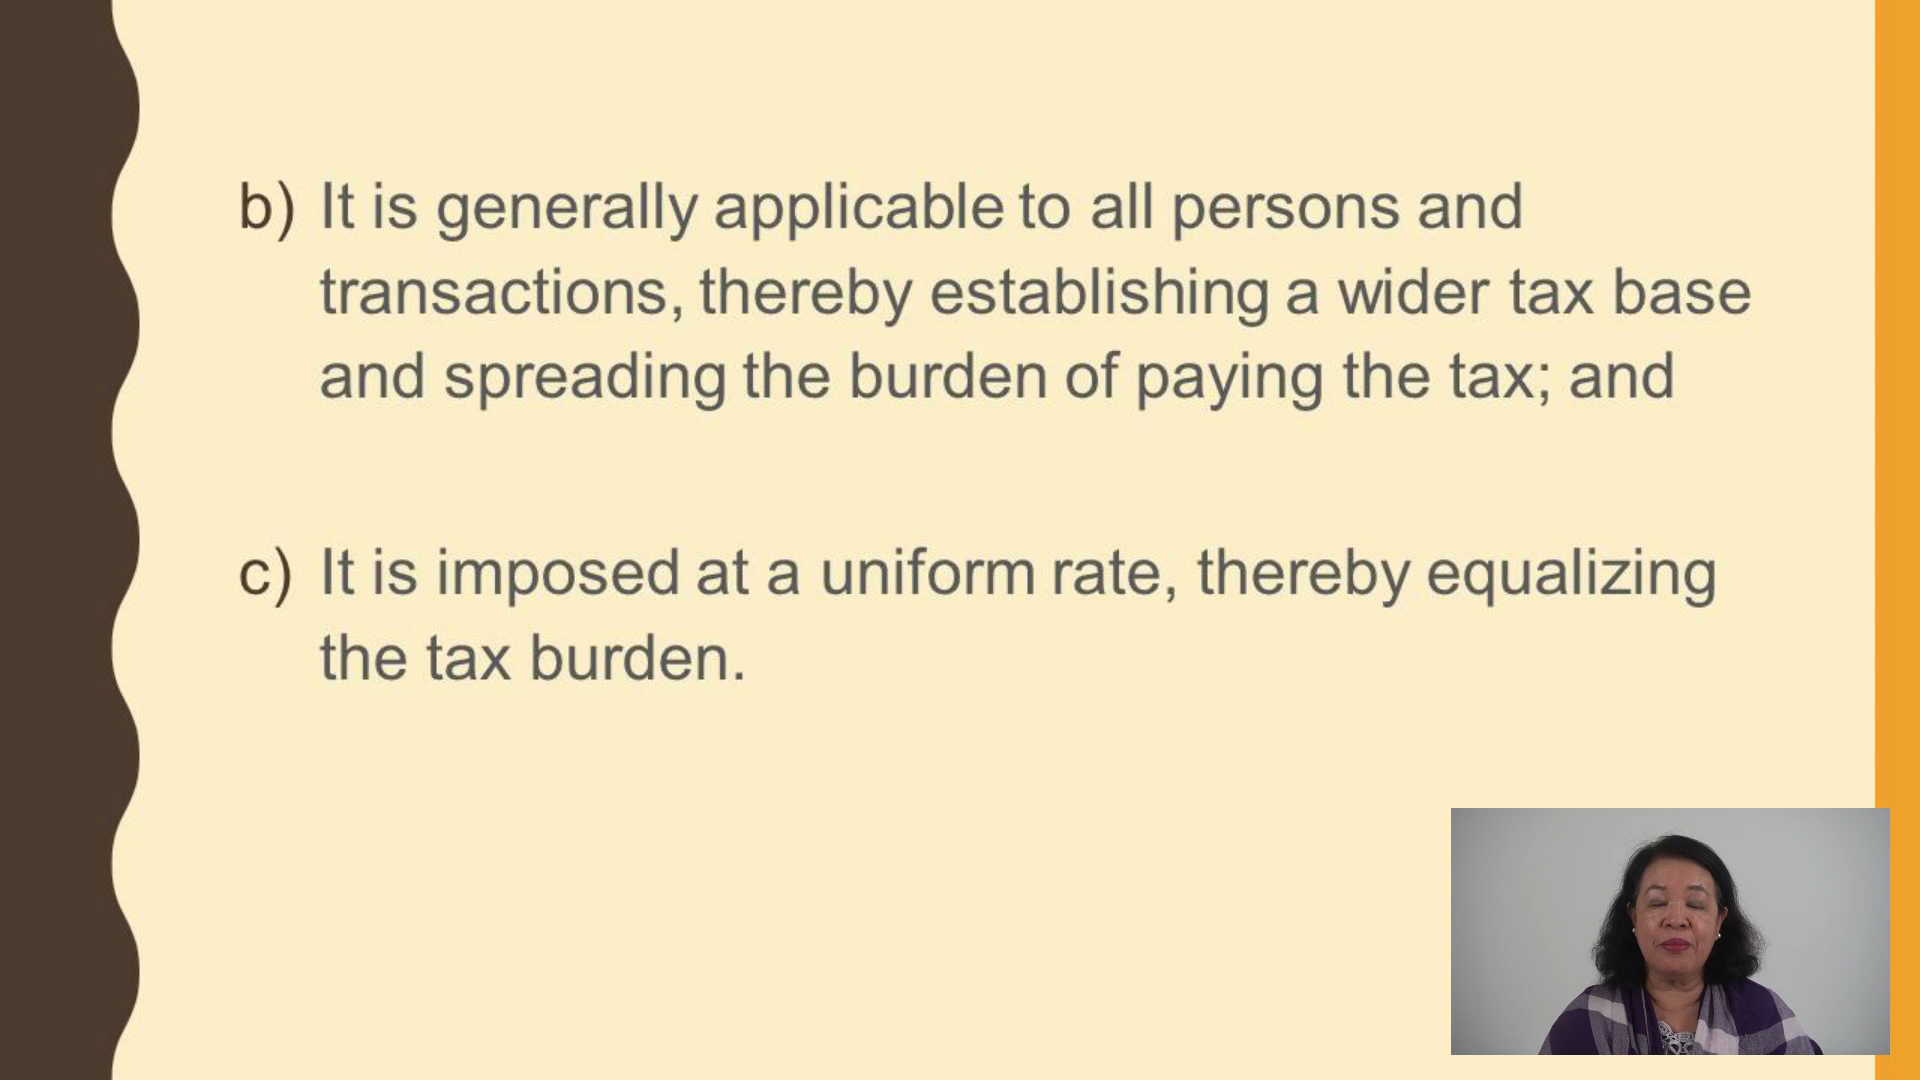 b) It is generally applicable to all persons and
transactions, thereby establishing a wider tax base
and spreading the burden of paying the tax; and
c) It is imposed at a uniform rate, thereby equalizing
the tax burden.